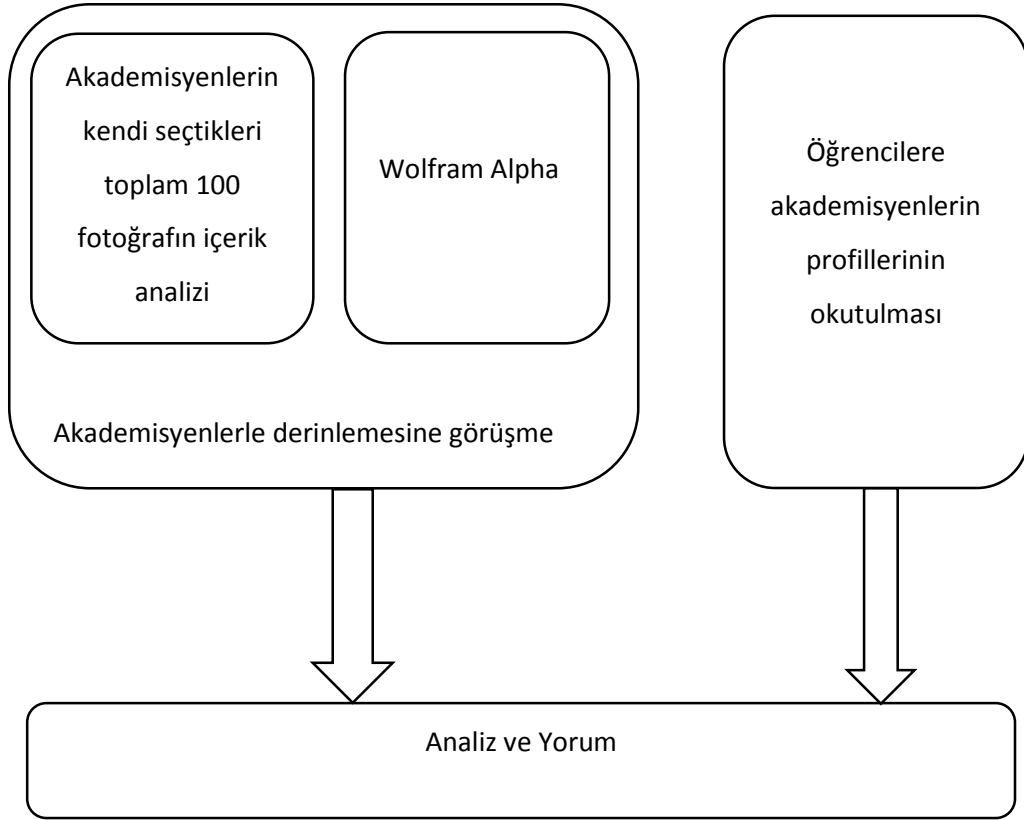 Akademisyenlerin
kendi seçtikleri
toplam 100
fotoğrafın içerik
analizi
Wolfram Alpha
Akademisyenlerle derinlemesine görüşme
Öğrencilere
akademisyenlerin
profillerinin
okutulması
Analiz ve Yorum